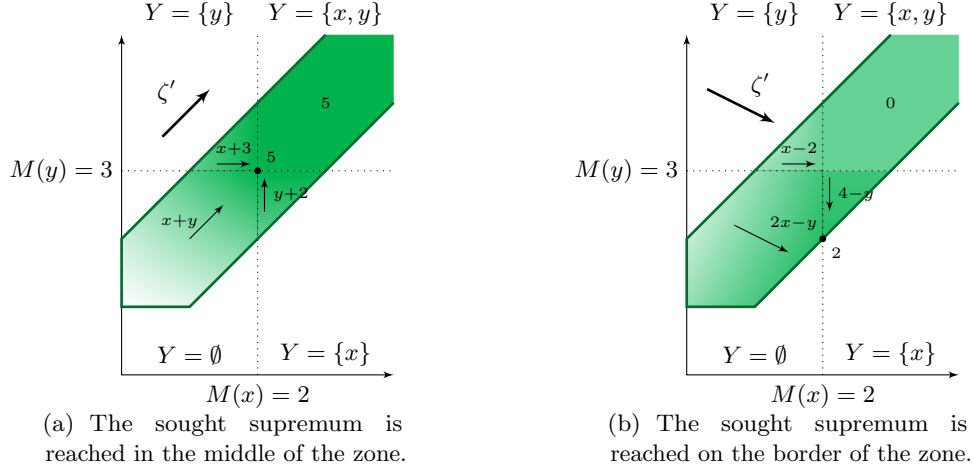 Y = {y} Y = {x, y}
ζ′
5
x+3
5
M(y) = 3
y+2
x+y
Y = ∅ Y = {x}
M(x) = 2
(a) The sought supremum is
reached in the middle of the zone.
Y = {y} Y = {x, y}
ζ′
0
x−2
M(y) = 3
4−y
2x−y
2
Y = ∅ Y = {x}
M(x) = 2
(b) The sought supremum is
reached on the border of the zone.